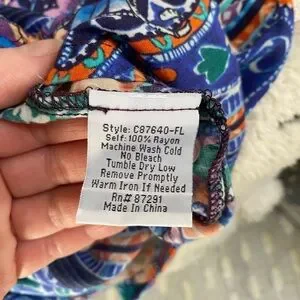 Style: C87640-FL
Self: 100% Rayon
Machine Wash Cold
No Bleach
Tumble Dry Low
Remove Promptly
Warm Iron If Needed
Rn# 87291
Made In China